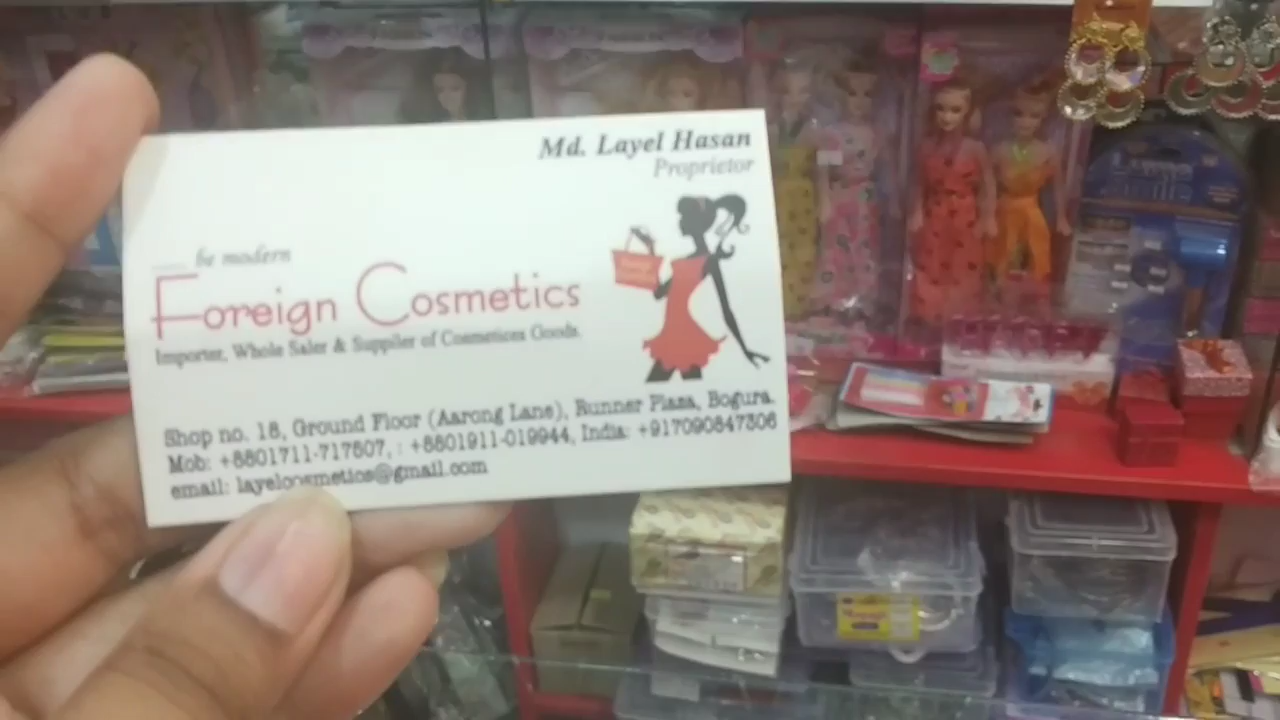 Md. Layel Hasan
Proprietor
be modern
Foreign Cosmetics
Importer, Whole Saler & Supplier of Cosmetices Goods.
Shop no. 18, Ground Floor (Aarong Lane), Runner Plaza, Bogura.
Mob: +8801711-717507, : +8801911-019944, India: +917090847306
email: layelcosmetics@gmail.com